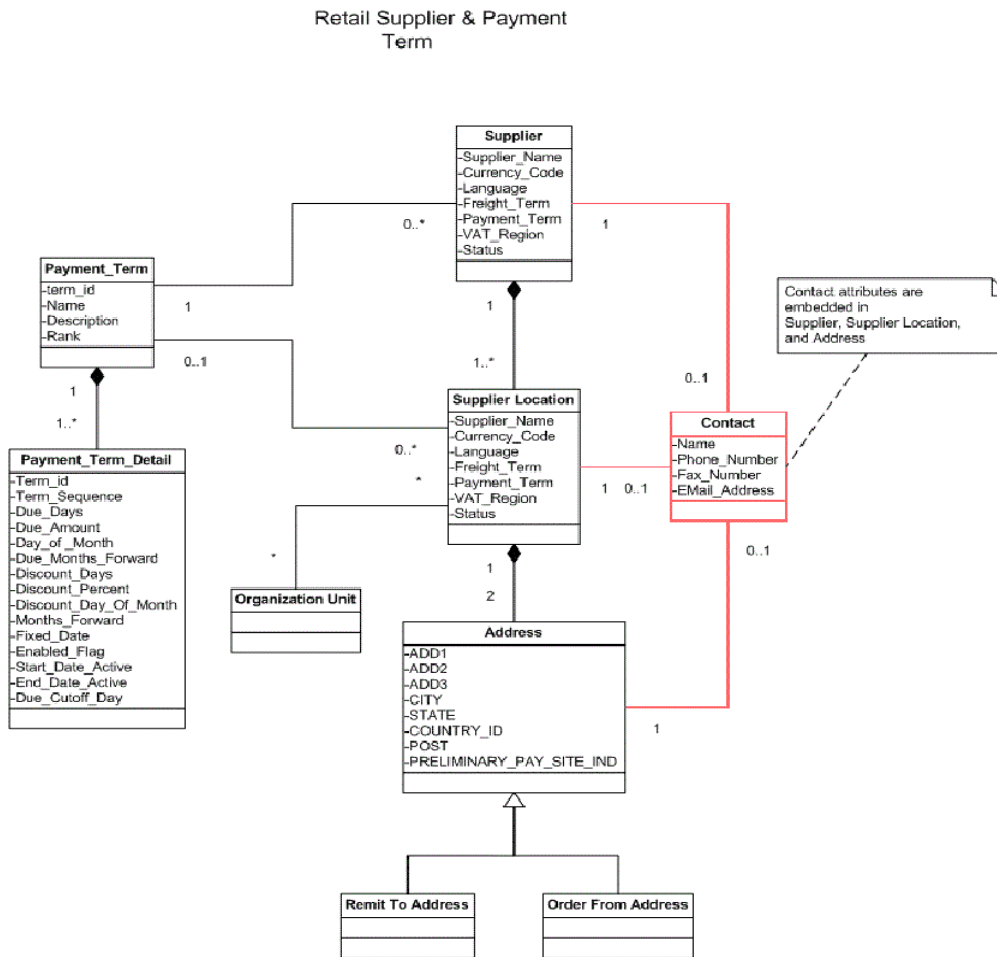 Retail Supplier & Payment
Term
Supplier
-Supplier_Name
-Currency_Code
-Language
-Freight_Term
-Payment_Term
-VAT_Region
-Status
1
0..*
Payment_Term
-term_id
-Name
-Description
-Rank
1
0..1
Contact attributes are
embedded in
Supplier, Supplier Location,
and Address
1
1..*
0..1
1
1..*
Supplier Location
-Supplier_Name
-Currency_Code
-Language
-Freight_Term
-Payment_Term
-VAT_Region
-Status
0..*
*
Contact
-Name
-Phone_Number
-Fax_Number
-EMail_Address
1
0..1
0..1
Payment_Term_Detail
-Term_id
-Term_Sequence
-Due_Days
-Due_Amount
-Day_of_Month
-Due_Months_Forward
-Discount_Days
-Discount_Percent
-Discount_Day_Of_Month
-Months_Forward
-Fixed_Date
-Enabled_Flag
-Start_Date_Active
-End_Date_Active
-Due_Cutoff_Day
*
Organization Unit
1
2
Address
-ADD1
-ADD2
-ADD3
-CITY
-STATE
-COUNTRY_ID
-POST
-PRELIMINARY_PAY_SITE_IND
1
Remit To Address
Order From Address